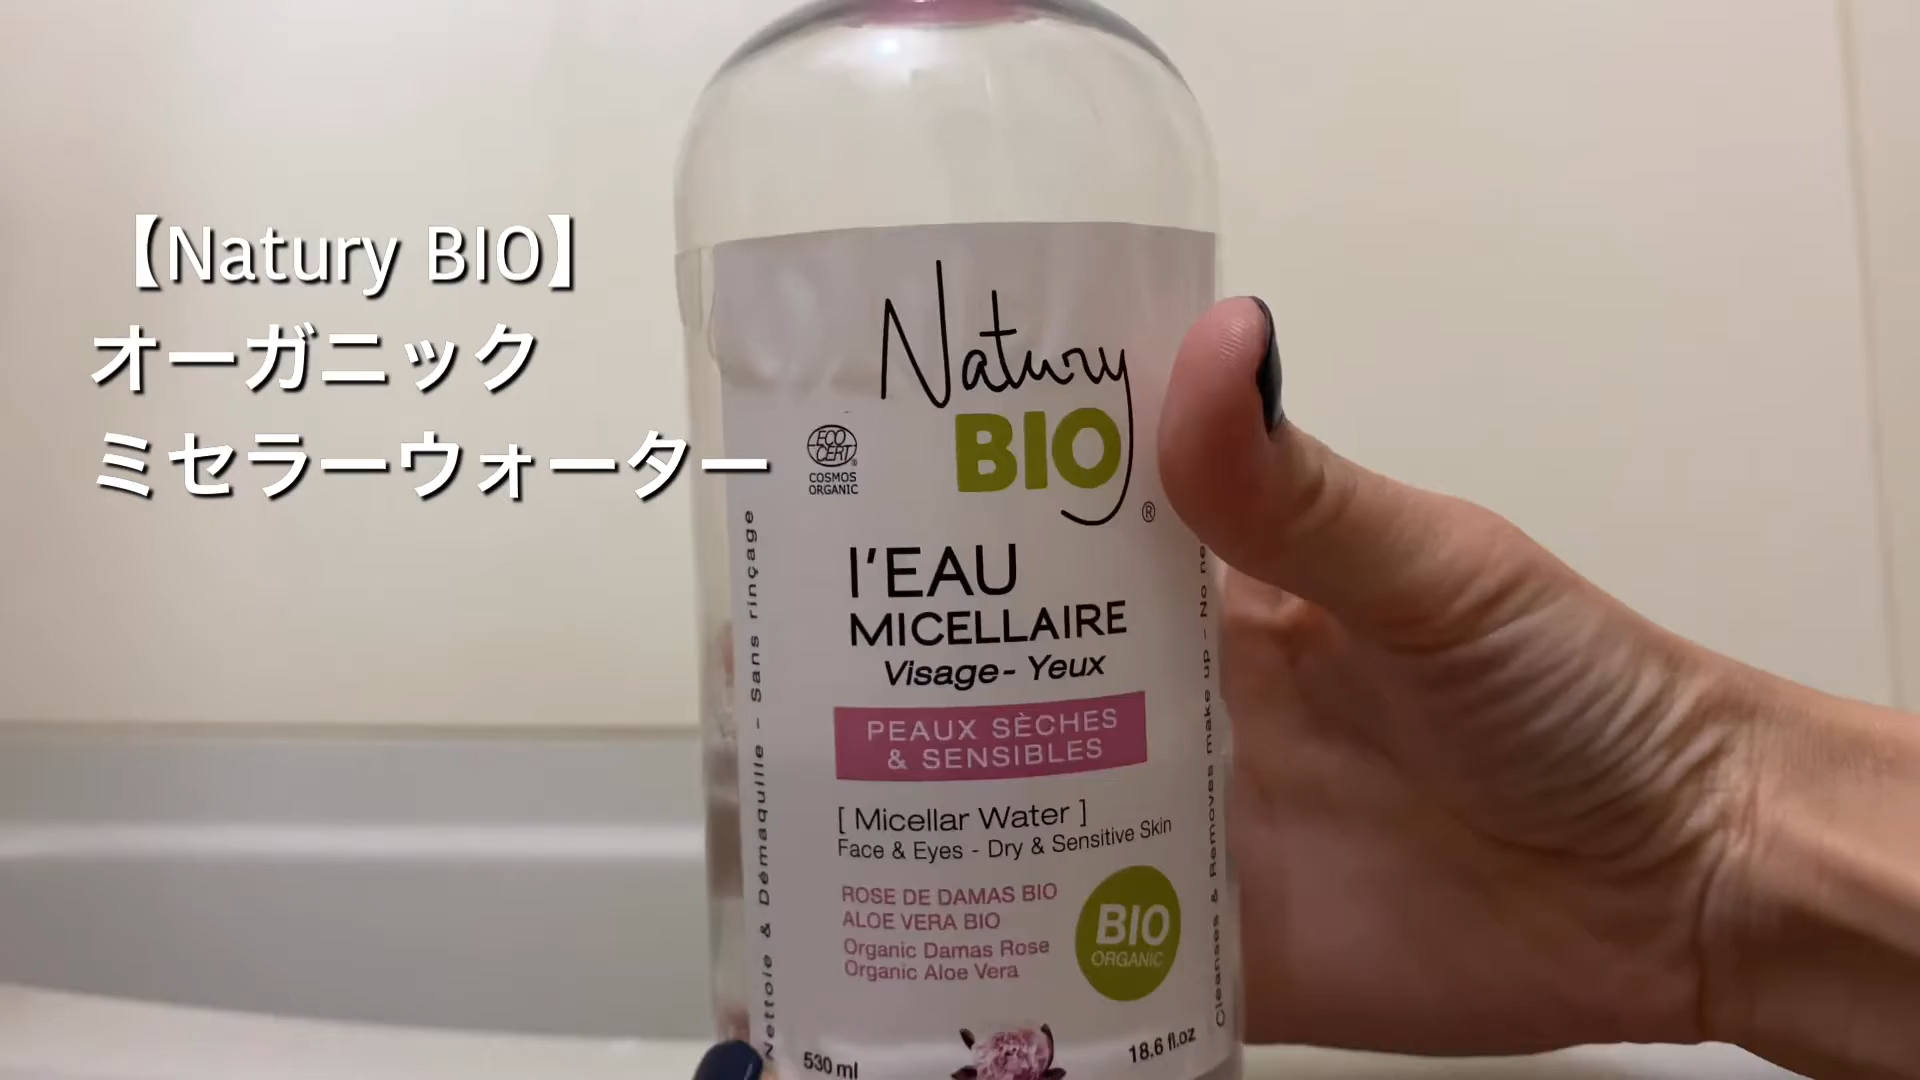 【Natury BIO】
オーガニック
ミセラーウォーター
Natury
BIO
®
ECO
CERT
COSMOS
ORGANIC
l'EAU
MICELLAIRE
Visage - Yeux
PEAUX SÈCHES
& SENSIBLES
[ Micellar Water ]
Face & Eyes - Dry & Sensitive Skin
ROSE DE DAMAS BIO
ALOE VERA BIO
Organic Damas Rose
Organic Aloe Vera
BIO
ORGANIC
530 ml
18.6 fl.oz
Nettoie & Démaquille - Sans rinçage
Cleanses & Removes make up - No